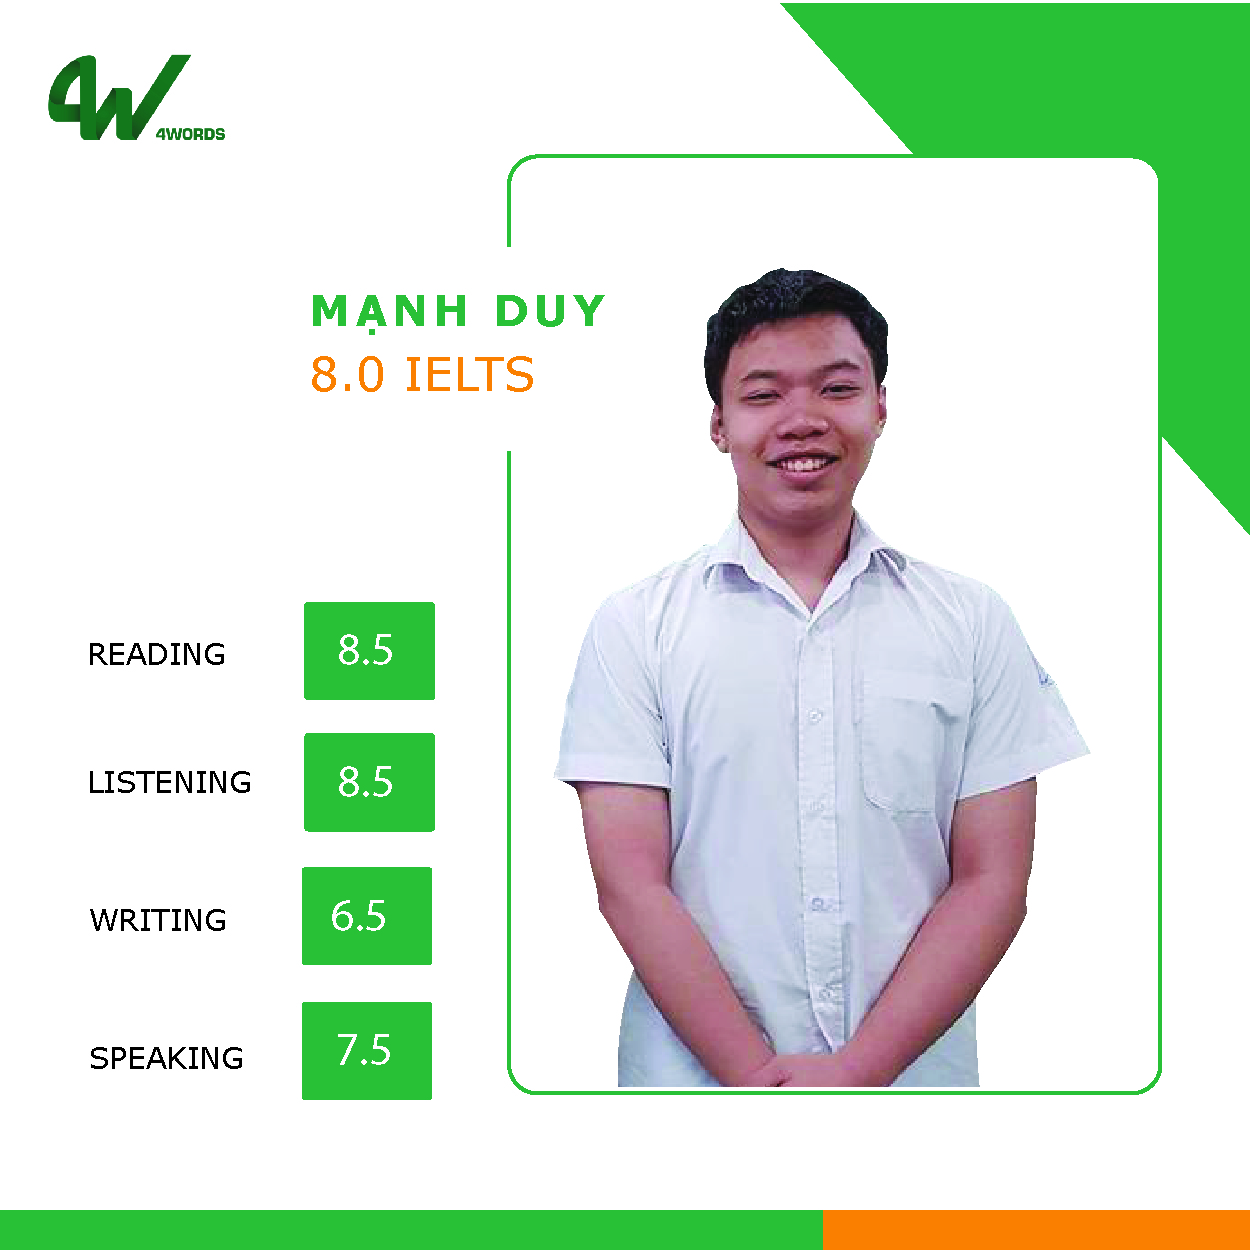 4W
4WORDS
MẠNH DUY
8.0 IELTS
READING 8.5
LISTENING 8.5
WRITING 6.5
SPEAKING 7.5